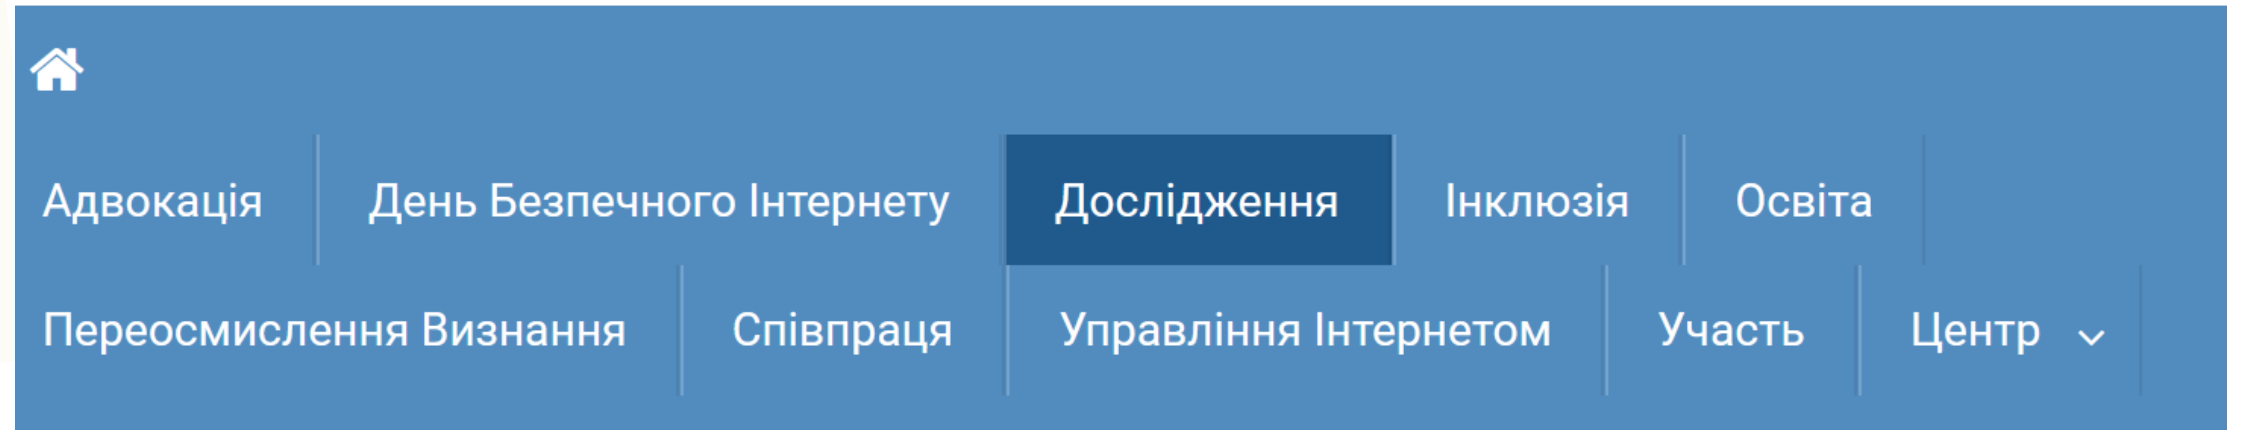 Адвокація День Безпечного Інтернету Дослідження Інклюзія Освіта
Переосмислення Визнання Співпраця Управління Інтернетом Участь Центр